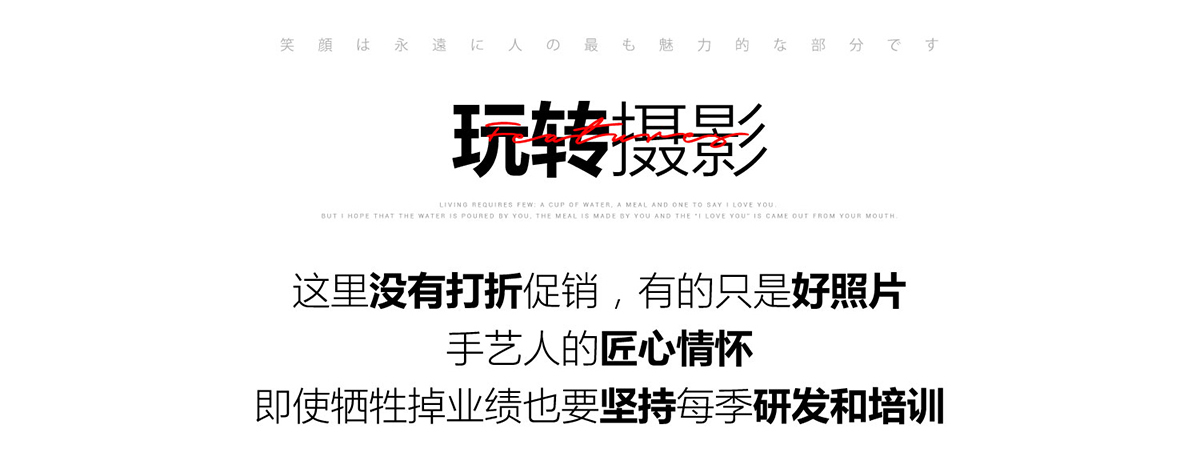 笑顔は永遠に人の最も魅力的な部分です
玩转摄影
Features
LIVING REQUIRES FEW: A CUP OF WATER, A MEAL AND ONE TO SAY I LOVE YOU.
BUT I HOPE THAT THE WATER IS POURED BY YOU, THE MEAL IS MADE BY YOU AND THE "I LOVE YOU" IS CAME OUT FROM YOUR MOUTH.
这里没有打折促销，有的只是好照片
手艺人的匠心情怀
即使牺牲掉业绩也要坚持每季研发和培训